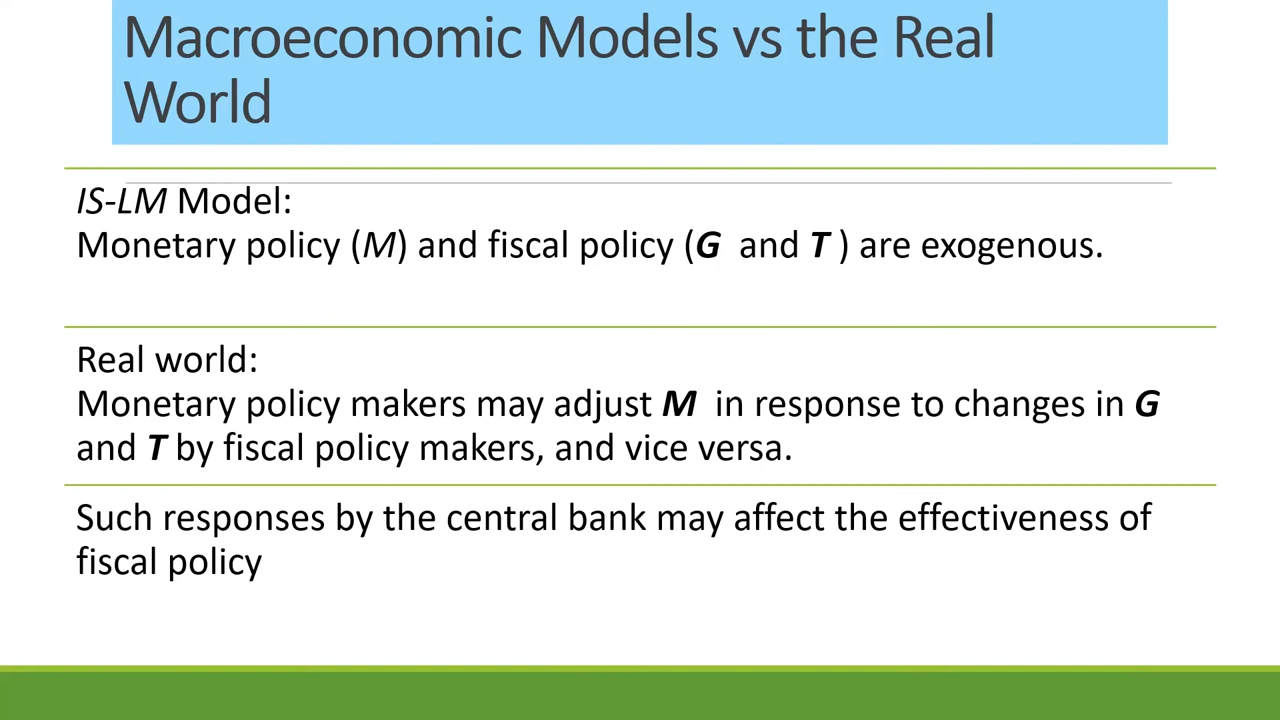 Macroeconomic Models vs the Real
World
IS-LM Model:
Monetary policy (M) and fiscal policy (G and T ) are exogenous.
Real world:
Monetary policy makers may adjust M in response to changes in G
and T by fiscal policy makers, and vice versa.
Such responses by the central bank may affect the effectiveness of
fiscal policy